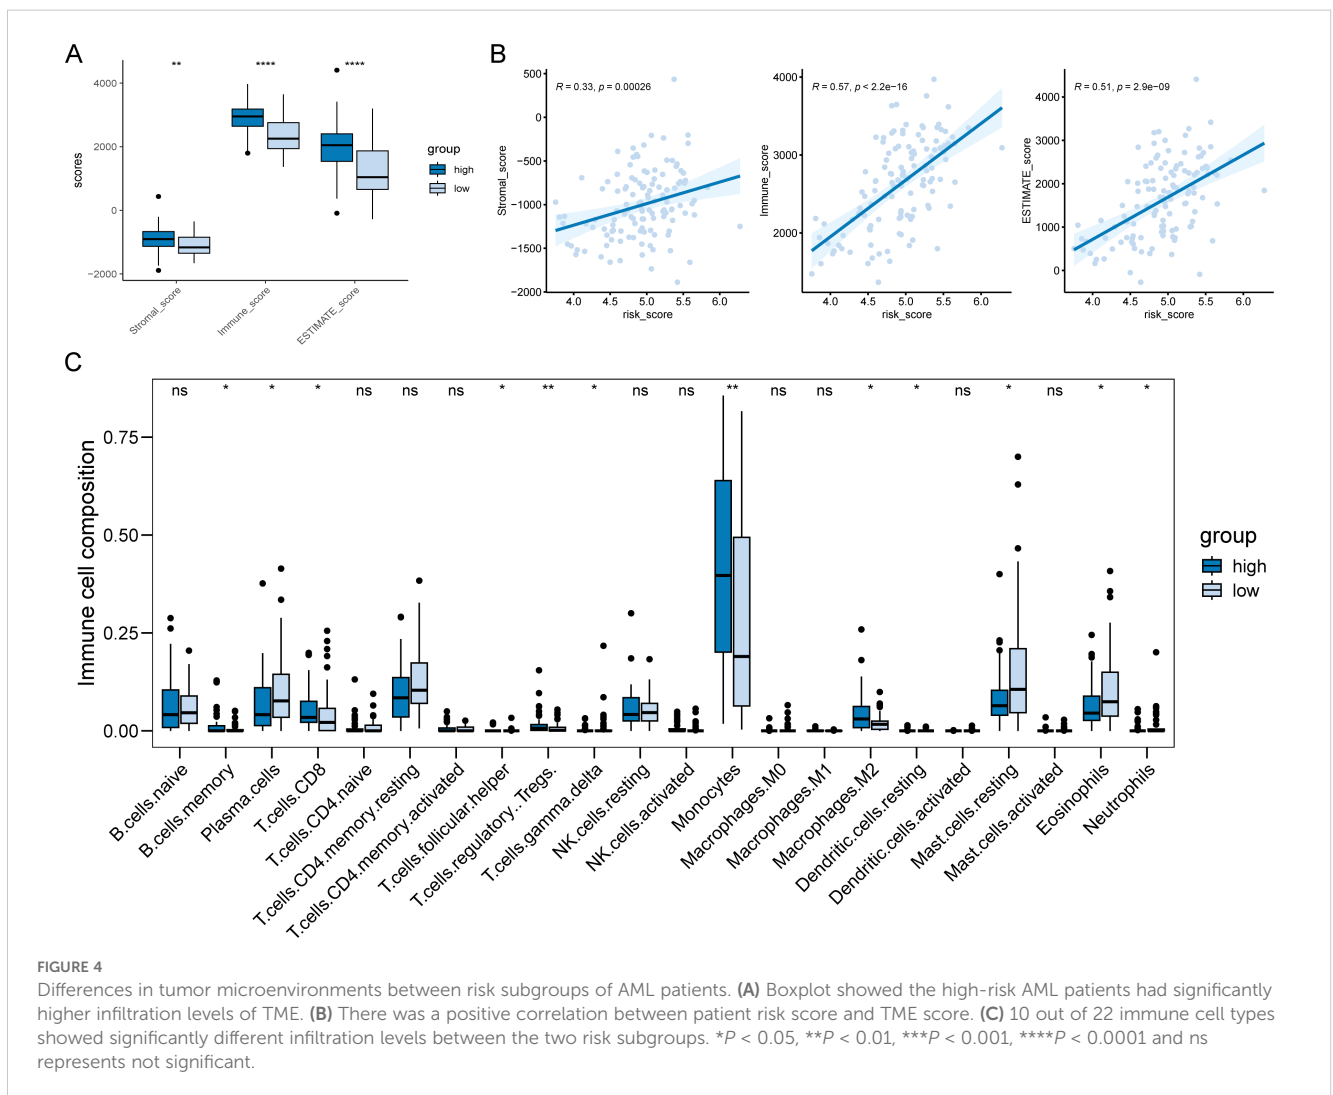 A
B
** **** ****
scores
4000
2000
0
−2000
Stromal_score
Immune_score
ESTIMATE_score
group
high
low
R = 0.33, p = 0.00026
Stromal_score
500
0
−500
−1000
−1500
−2000
4.0 4.5 5.0 5.5 6.0
risk_score
R = 0.57, p < 2.2e−16
Immune_score
4000
3000
2000
4.0 4.5 5.0 5.5 6.0
risk_score
R = 0.51, p = 2.9e−09
ESTIMATE_score
4000
3000
2000
1000
0
4.0 4.5 5.0 5.5 6.0
risk_score
C
ns * * * ns ns ns * ** * ns ns ** ns ns * * ns * ns * *
Immune cell composition
0.75
0.50
0.25
0.00
B.cells.naive
B.cells.memory
Plasma.cells
T.cells.CD8
T.cells.CD4.naive
T.cells.CD4.memory.resting
T.cells.CD4.memory.activated
T.cells.follicular.helper
T.cells.regulatory..Tregs.
T.cells.gamma.delta
NK.cells.resting
NK.cells.activated
Monocytes
Macrophages.M0
Macrophages.M1
Macrophages.M2
Dendritic.cells.resting
Dendritic.cells.activated
Mast.cells.resting
Mast.cells.activated
Eosinophils
Neutrophils
group
high
low
FIGURE 4
Differences in tumor microenvironments between risk subgroups of AML patients. (A) Boxplot showed the high-risk AML patients had significantly
higher infiltration levels of TME. (B) There was a positive correlation between patient risk score and TME score. (C) 10 out of 22 immune cell types
showed significantly different infiltration levels between the two risk subgroups. *P < 0.05, **P < 0.01, ***P < 0.001, ****P < 0.0001 and ns
represents not significant.